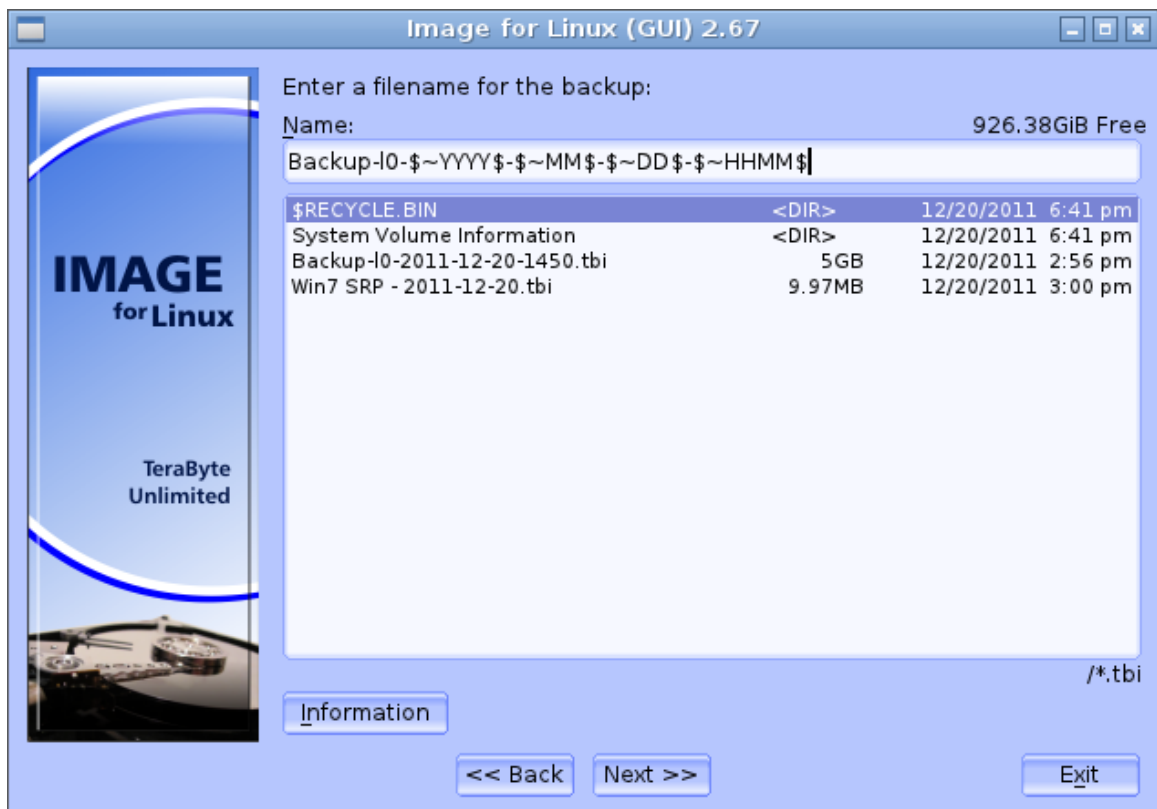 Image for Linux (GUI) 2.67
Enter a filename for the backup:
Name: 926.38GiB Free
Backup-l0-$~YYYY$-$~MM$-$~DD$-$~HHMM$
$RECYCLE.BIN <DIR> 12/20/2011 6:41 pm
System Volume Information <DIR> 12/20/2011 6:41 pm
Backup-l0-2011-12-20-1450.tbi 5GB 12/20/2011 2:56 pm
Win7 SRP - 2011-12-20.tbi 9.97MB 12/20/2011 3:00 pm
IMAGE
for Linux
TeraByte
Unlimited
/*.tbi
Information
<< Back Next >> Exit